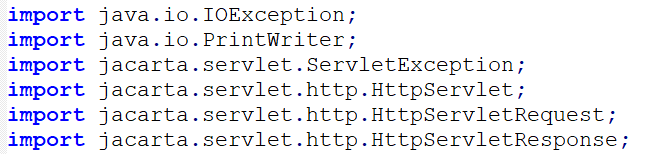 import java.io.IOException;
import java.io.PrintWriter;
import jacarta.servlet.ServletException;
import jacarta.servlet.http.HttpServlet;
import jacarta.servlet.http.HttpServletRequest;
import jacarta.servlet.http.HttpServletResponse;